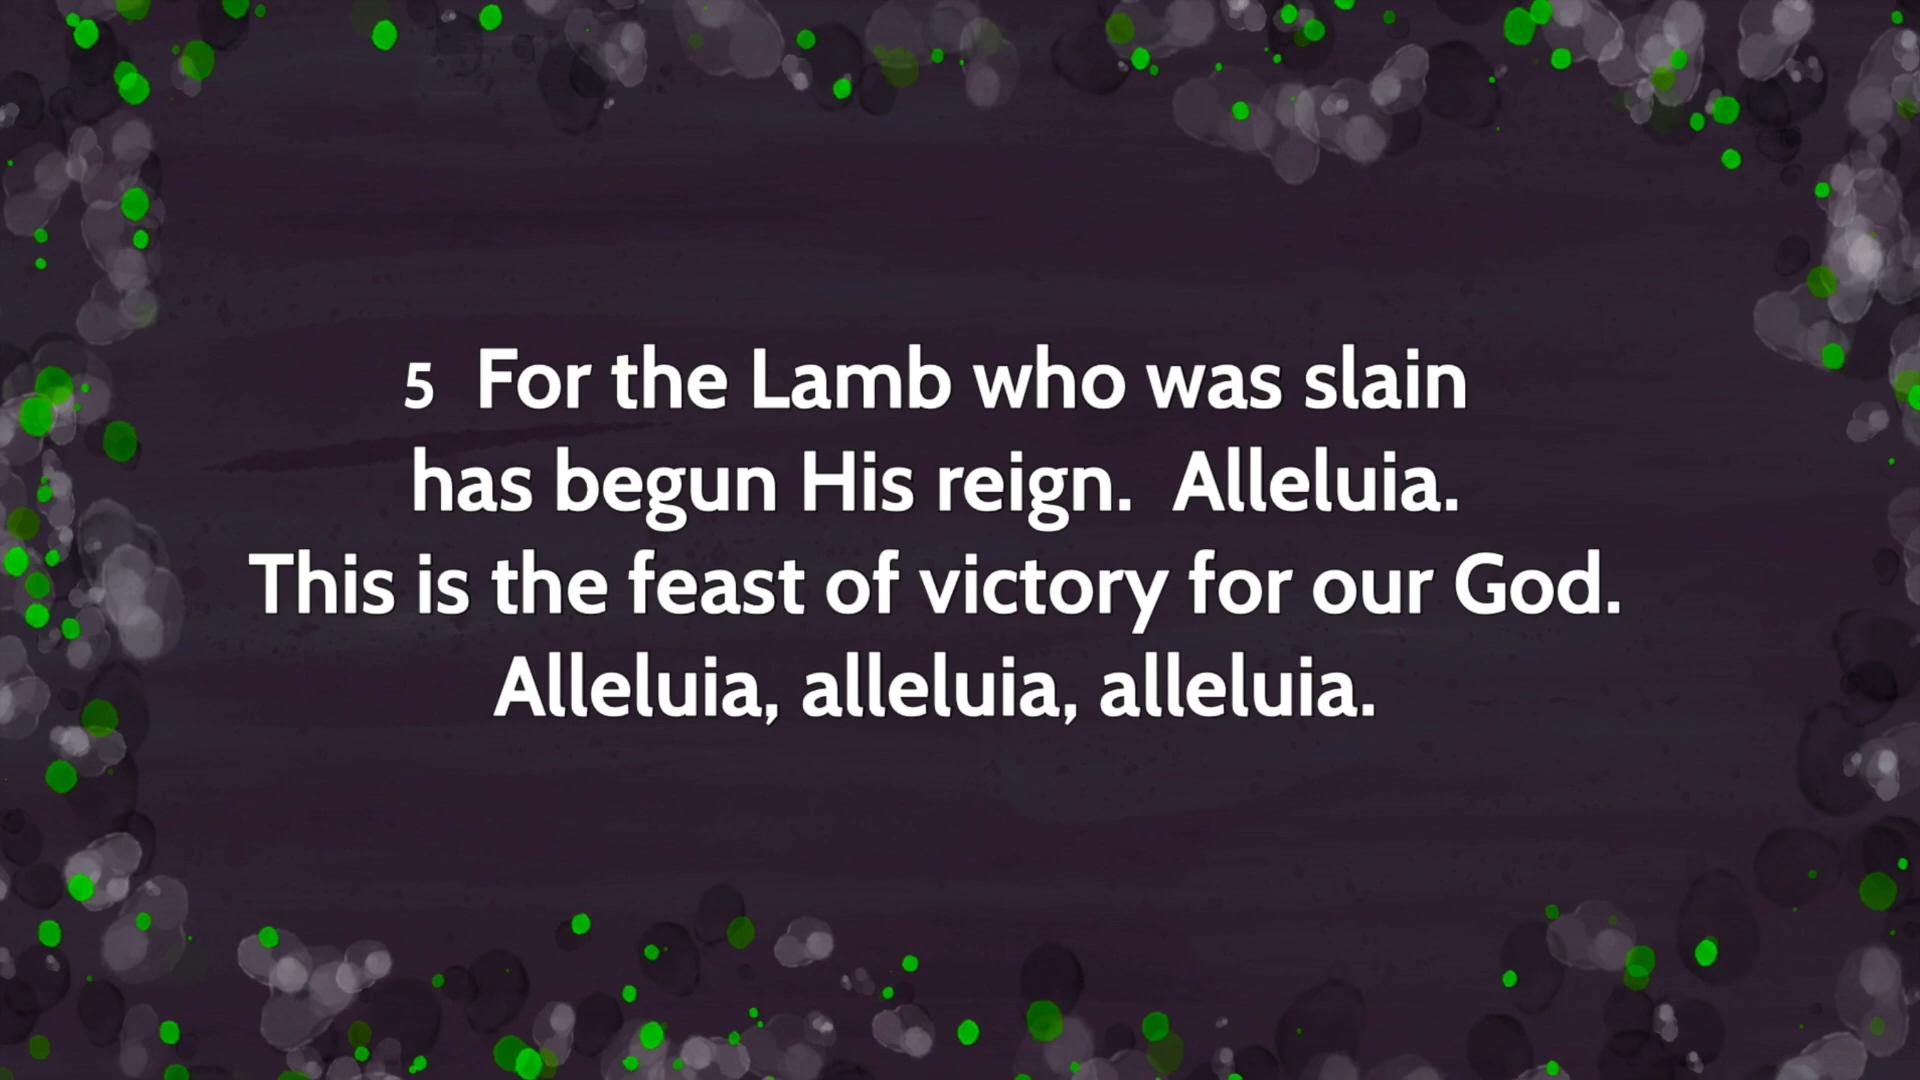 5 For the Lamb who was slain
has begun His reign. Alleluia.
This is the feast of victory for our God.
Alleluia, alleluia, alleluia.